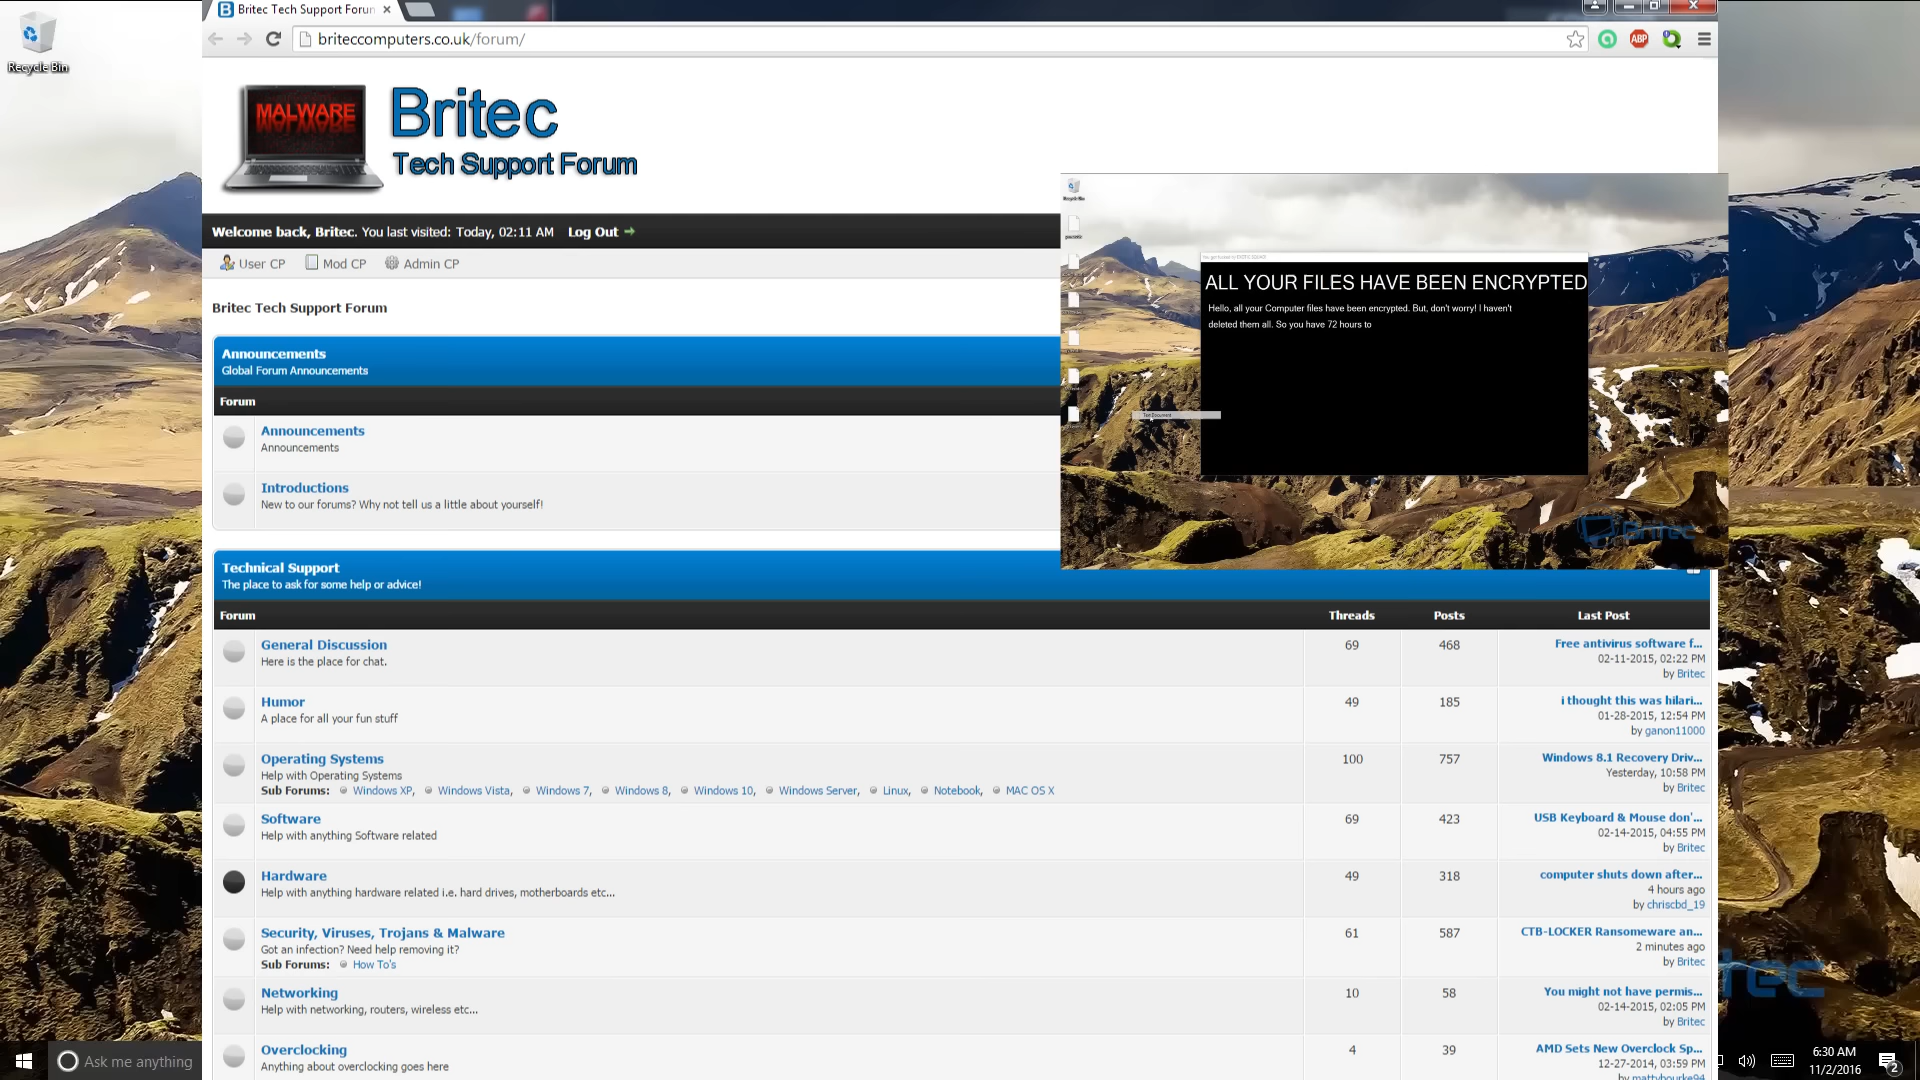 Britec Tech Support Forun
briteccomputers.co.uk/forum/
ABP
Recycle Bin
MALWARE
Britec
Tech Support Forum
Welcome back, Britec. You last visited: Today, 02:11 AM Log Out
User CP Mod CP Admin CP
Britec Tech Support Forum
Announcements
Global Forum Announcements
Forum
Announcements
Announcements
Introductions
New to our forums? Why not tell us a little about yourself!
Recycle Bin
ALL YOUR FILES HAVE BEEN ENCRYPTED
Hello, all your Computer files have been encrypted. But, don't worry! I haven't
deleted them all. So you have 72 hours to
Text Document
Britec
Technical Support
The place to ask for some help or advice!
Forum Threads Posts Last Post
General Discussion 69 468 Free antivirus software f...
Here is the place for chat. 02-11-2015, 02:22 PM
by Britec
Humor 49 185 i thought this was hilari...
A place for all your fun stuff 01-28-2015, 12:54 PM
by ganon11000
Operating Systems 100 757 Windows 8.1 Recovery Driv...
Help with Operating Systems Yesterday, 10:58 PM
Sub Forums: Windows XP, Windows Vista, Windows 7, Windows 8, Windows 10, Windows Server, Linux, Notebook, MAC OS X by Britec
Software 69 423 USB Keyboard & Mouse don'...
Help with anything Software related 02-14-2015, 04:55 PM
by Britec
Hardware 49 318 computer shuts down after...
Help with anything hardware related i.e. hard drives, motherboards etc... 4 hours ago
by chriscbd_19
Security, Viruses, Trojans & Malware 61 587 CTB-LOCKER Ransomeware an...
Got an infection? Need help removing it? 2 minutes ago
Sub Forums: How To's by Britec
tec
Networking 10 58 You might not have permis...
Help with networking, routers, wireless etc... 02-14-2015, 02:05 PM
by Britec
Overclocking 4 39 AMD Sets New Overclock Sp...
Anything about overclocking goes here 12-27-2014, 03:59 PM
by mattybourke94
Ask me anything
6:30 AM
11/2/2016
2